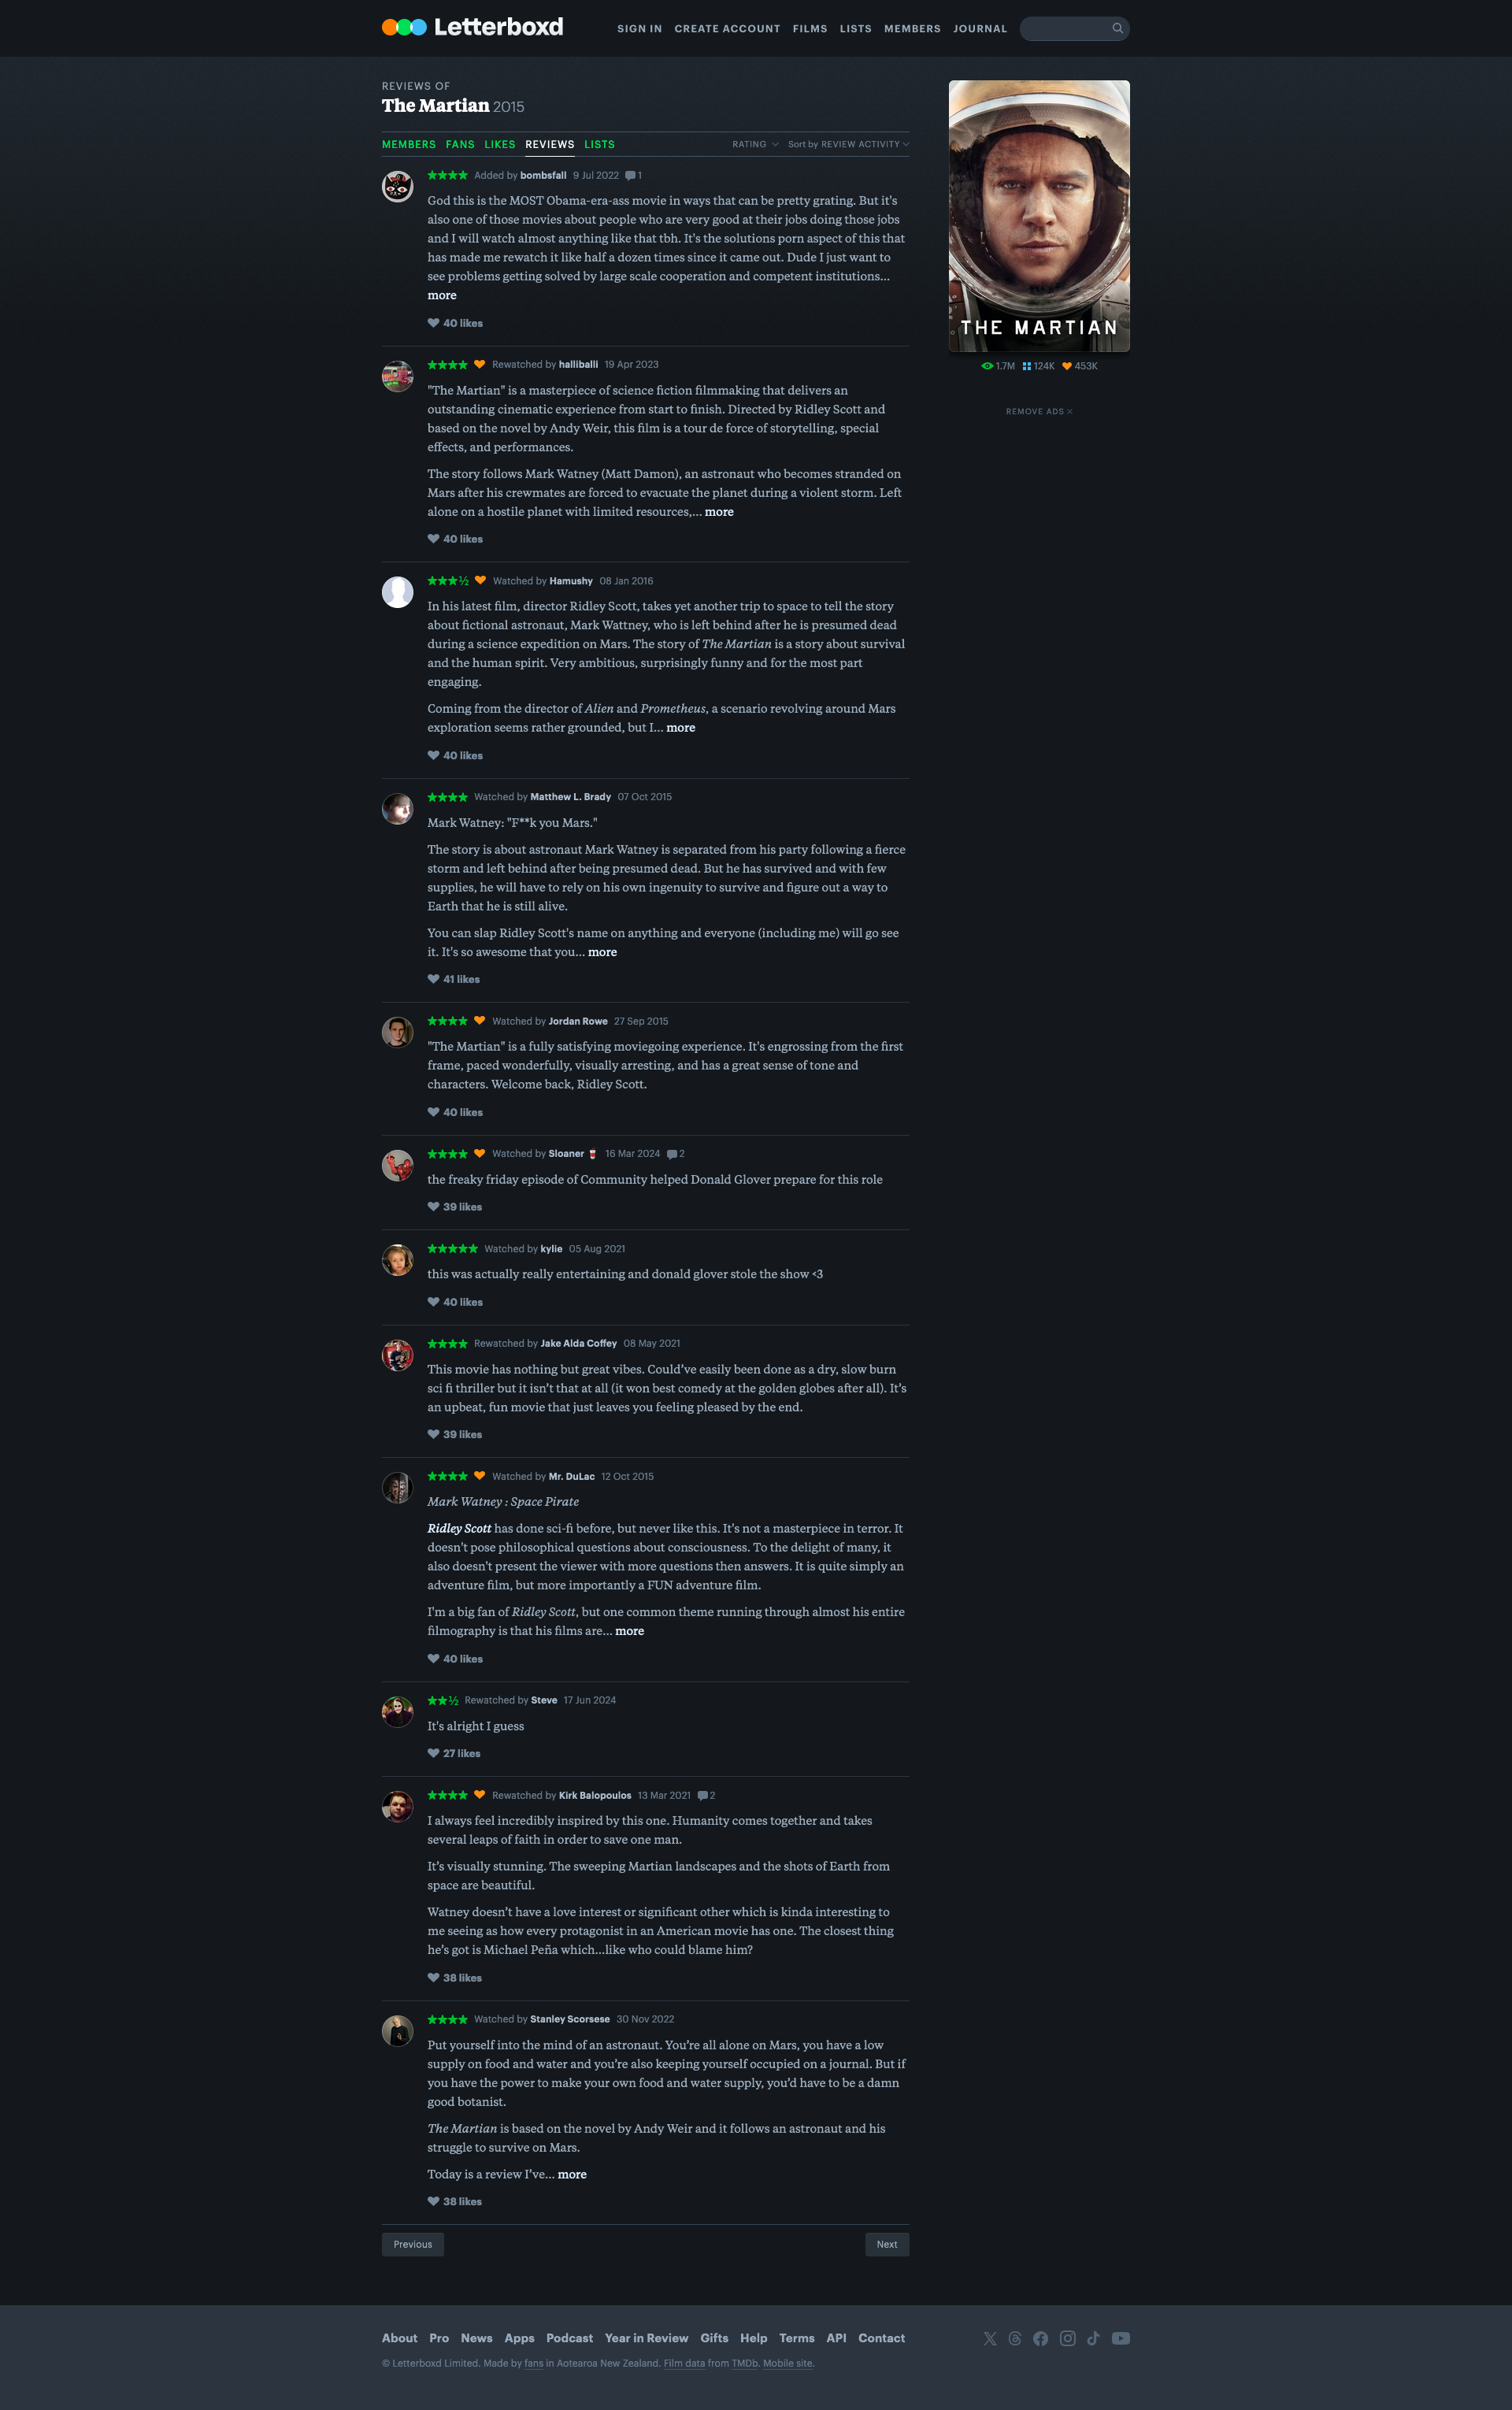 Letterboxd
SIGN IN CREATE ACCOUNT FILMS LISTS MEMBERS JOURNAL
REVIEWS OF
The Martian 2015
MEMBERS FANS LIKES REVIEWS LISTS RATING Sort by REVIEW ACTIVITY
★★★★ Added by bombsfall 9 Jul 2022 1
God this is the MOST Obama-era-ass movie in ways that can be pretty grating. But it's
also one of those movies about people who are very good at their jobs doing those jobs
and I will watch almost anything like that tbh. It's the solutions porn aspect of this that
has made me rewatch it like half a dozen times since it came out. Dude I just want to
see problems getting solved by large scale cooperation and competent institutions…
more
40 likes
★★★★ Rewatched by halliballi 19 Apr 2023
"The Martian" is a masterpiece of science fiction filmmaking that delivers an
outstanding cinematic experience from start to finish. Directed by Ridley Scott and
based on the novel by Andy Weir, this film is a tour de force of storytelling, special
effects, and performances.
The story follows Mark Watney (Matt Damon), an astronaut who becomes stranded on
Mars after his crewmates are forced to evacuate the planet during a violent storm. Left
alone on a hostile planet with limited resources,… more
40 likes
★★★½ Watched by Hamushy 08 Jan 2016
In his latest film, director Ridley Scott, takes yet another trip to space to tell the story
about fictional astronaut, Mark Wattney, who is left behind after he is presumed dead
during a science expedition on Mars. The story of The Martian is a story about survival
and the human spirit. Very ambitious, surprisingly funny and for the most part
engaging.
Coming from the director of Alien and Prometheus, a scenario revolving around Mars
exploration seems rather grounded, but I… more
40 likes
★★★★ Watched by Matthew L. Brady 07 Oct 2015
Mark Watney: "F**k you Mars."
The story is about astronaut Mark Watney is separated from his party following a fierce
storm and left behind after being presumed dead. But he has survived and with few
supplies, he will have to rely on his own ingenuity to survive and figure out a way to
Earth that he is still alive.
You can slap Ridley Scott's name on anything and everyone (including me) will go see
it. It's so awesome that you… more
41 likes
★★★★ Watched by Jordan Rowe 27 Sep 2015
"The Martian" is a fully satisfying moviegoing experience. It's engrossing from the first
frame, paced wonderfully, visually arresting, and has a great sense of tone and
characters. Welcome back, Ridley Scott.
40 likes
★★★★ Watched by Sloaner 16 Mar 2024 2
the freaky friday episode of Community helped Donald Glover prepare for this role
39 likes
★★★★★ Watched by kylie 05 Aug 2021
this was actually really entertaining and donald glover stole the show <3
40 likes
★★★★ Rewatched by Jake Alda Coffey 08 May 2021
This movie has nothing but great vibes. Could’ve easily been done as a dry, slow burn
sci fi thriller but it isn’t that at all (it won best comedy at the golden globes after all). It’s
an upbeat, fun movie that just leaves you feeling pleased by the end.
39 likes
★★★★ Watched by Mr. DuLac 12 Oct 2015
Mark Watney : Space Pirate
Ridley Scott has done sci-fi before, but never like this. It's not a masterpiece in terror. It
doesn't pose philosophical questions about consciousness. To the delight of many, it
also doesn't present the viewer with more questions then answers. It is quite simply an
adventure film, but more importantly a FUN adventure film.
I'm a big fan of Ridley Scott, but one common theme running through almost his entire
filmography is that his films are… more
40 likes
★★½ Rewatched by Steve 17 Jun 2024
It's alright I guess
27 likes
★★★★ Rewatched by Kirk Balopoulos 13 Mar 2021 2
I always feel incredibly inspired by this one. Humanity comes together and takes
several leaps of faith in order to save one man.
It’s visually stunning. The sweeping Martian landscapes and the shots of Earth from
space are beautiful.
Watney doesn’t have a love interest or significant other which is kinda interesting to
me seeing as how every protagonist in an American movie has one. The closest thing
he’s got is Michael Peña which…like who could blame him?
38 likes
★★★★ Watched by Stanley Scorsese 30 Nov 2022
Put yourself into the mind of an astronaut. You’re all alone on Mars, you have a low
supply on food and water and you’re also keeping yourself occupied on a journal. But if
you have the power to make your own food and water supply, you’d have to be a damn
good botanist.
The Martian is based on the novel by Andy Weir and it follows an astronaut and his
struggle to survive on Mars.
Today is a review I’ve… more
38 likes
Previous Next
THE MARTIAN
1.7M 124K 453K
REMOVE ADS
About Pro News Apps Podcast Year in Review Gifts Help Terms API Contact
© Letterboxd Limited. Made by fans in Aotearoa New Zealand. Film data from TMDb. Mobile site.